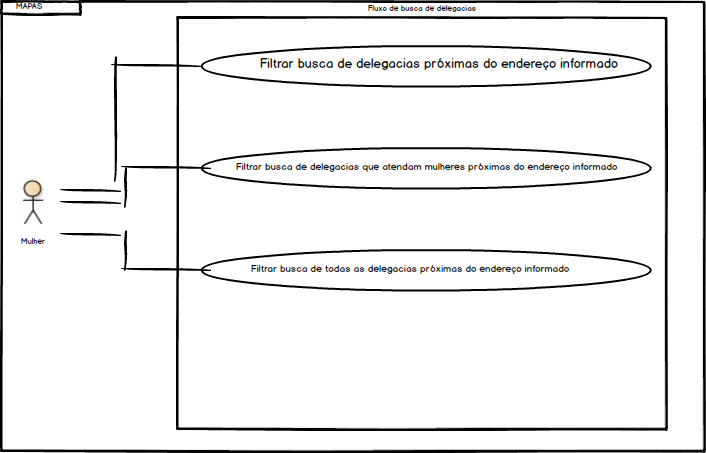 MAPAS
Fluxo de busca de delegacias
Filtrar busca de delegacias próximas do endereço informado
Filtrar busca de delegacias que atendam mulheres próximas do endereço informado
Mulher
Filtrar busca de todas as delegacias próximas do endereço informado